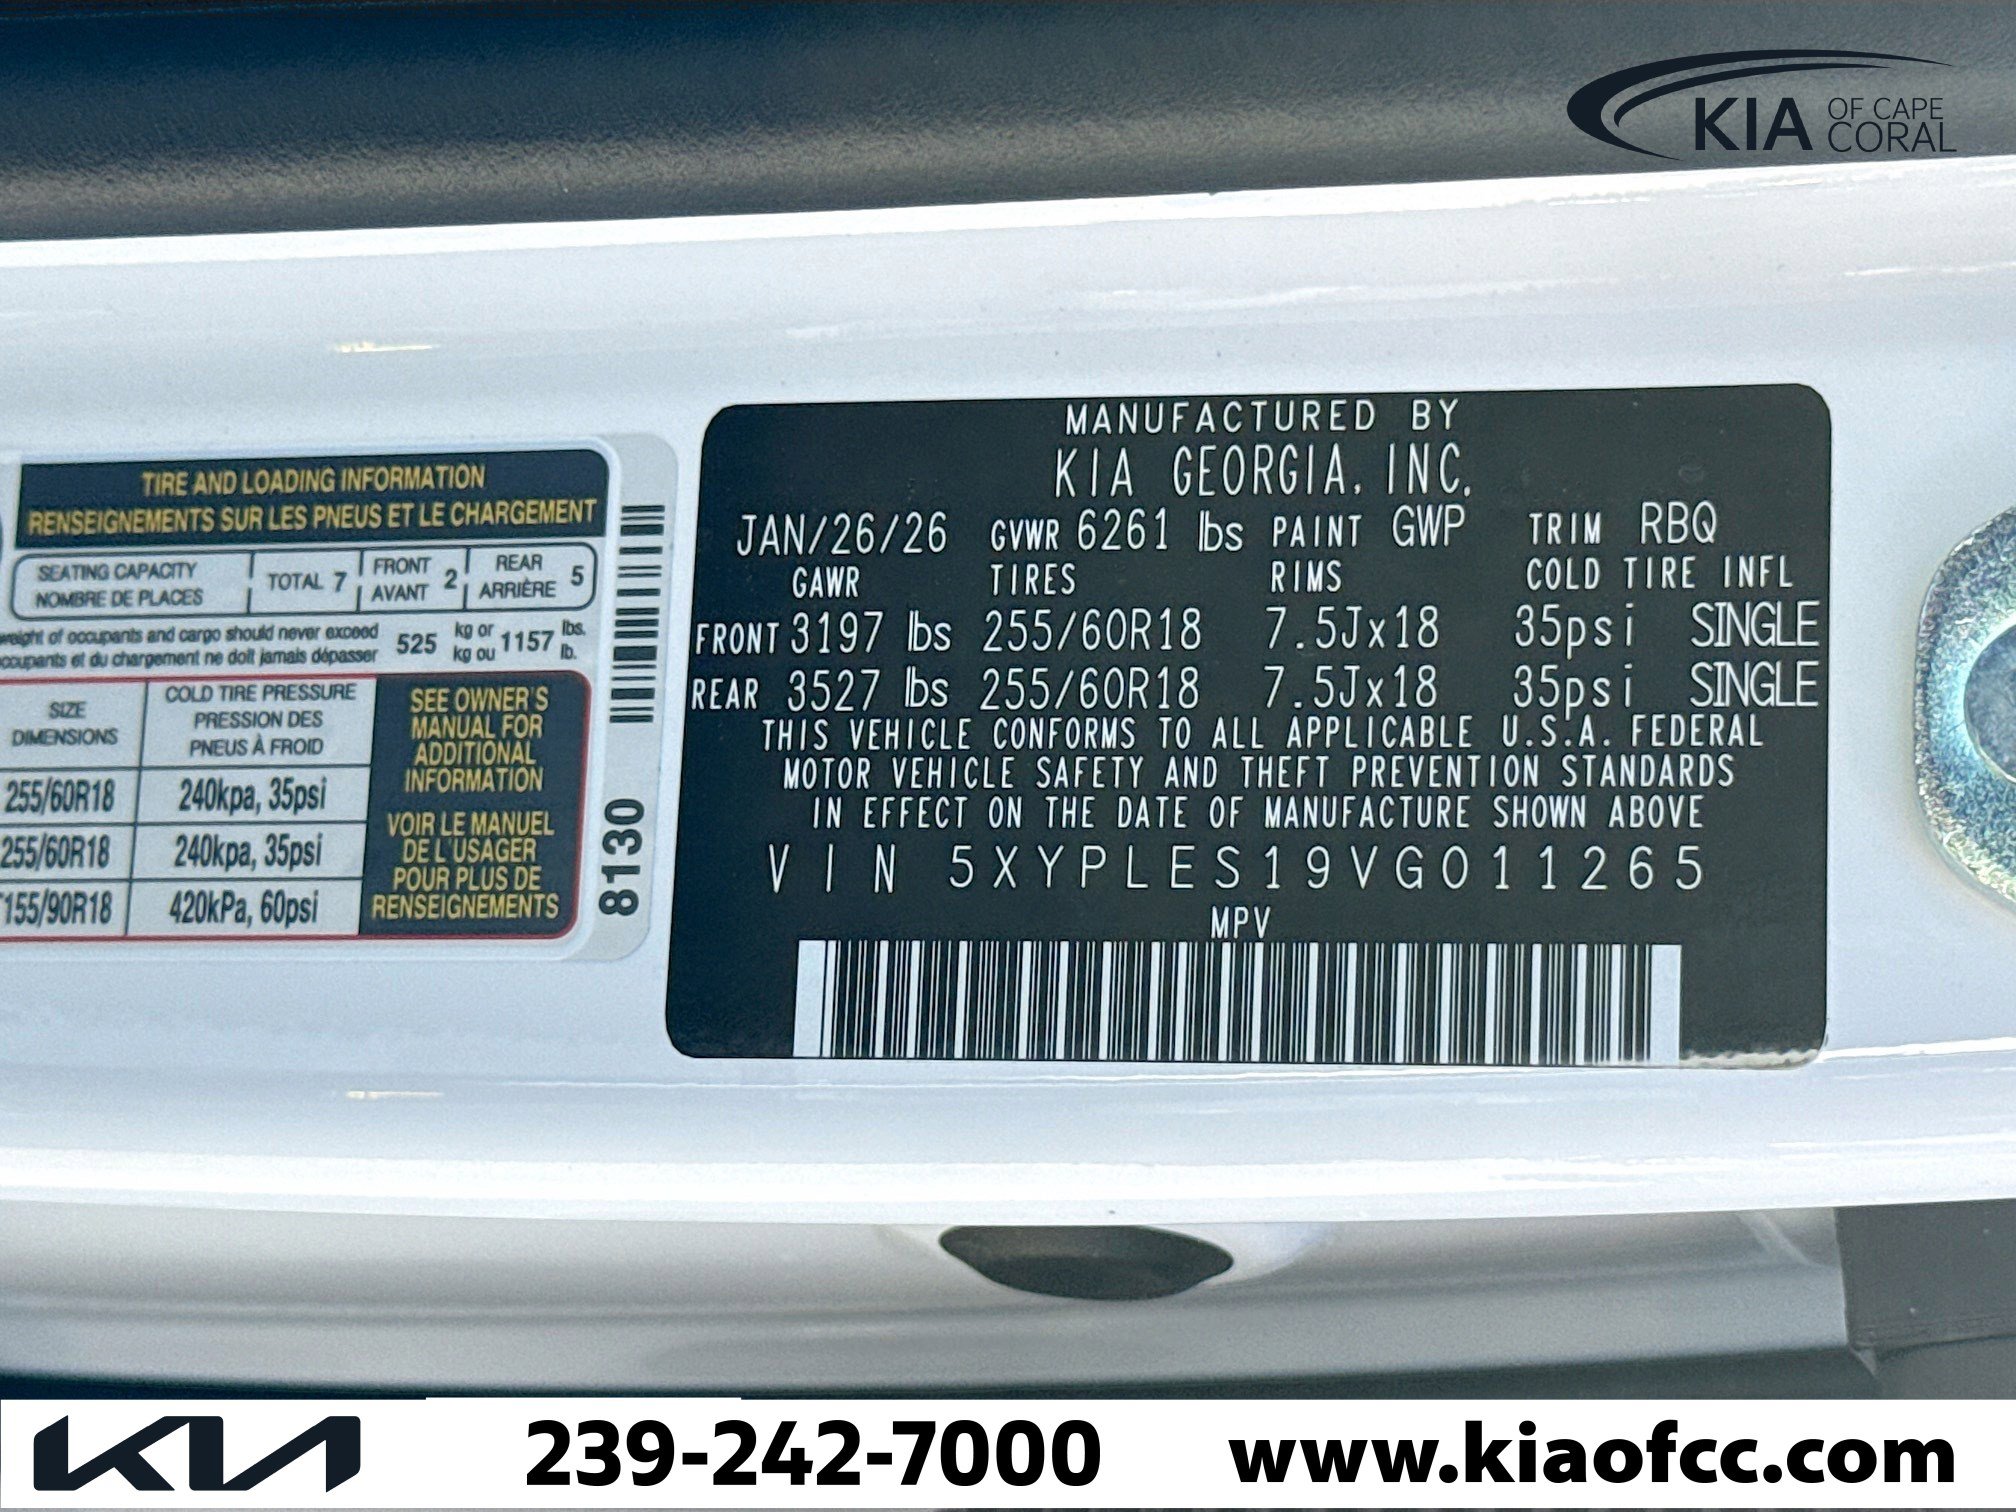 KIA OF CAPE CORAL
TIRE AND LOADING INFORMATION
RENSEIGNEMENTS SUR LES PNEUS ET LE CHARGEMENT
SEATING CAPACITY
NOMBRE DE PLACES
TOTAL 7
FRONT
AVANT 2
REAR
ARRIÈRE 5
weight of occupants and cargo should never exceed
occupants et du chargement ne doit jamais dépasser
525 kg or
kg ou
1157 lbs.
lb.
SIZE
DIMENSIONS
COLD TIRE PRESSURE
PRESSION DES
PNEUS À FROID
255/60R18 240kpa, 35psi
255/60R18 240kpa, 35psi
T155/90R18 420kPa, 60psi
SEE OWNER'S
MANUAL FOR
ADDITIONAL
INFORMATION
VOIR LE MANUEL
DE L'USAGER
POUR PLUS DE
RENSEIGNEMENTS
8130
MANUFACTURED BY
KIA GEORGIA, INC.
JAN/26/26 GVWR 6261 lbs PAINT GWP TRIM RBQ
GAWR TIRES RIMS COLD TIRE INFL
FRONT 3197 lbs 255/60R18 7.5Jx18 35psi SINGLE
REAR 3527 lbs 255/60R18 7.5Jx18 35psi SINGLE
THIS VEHICLE CONFORMS TO ALL APPLICABLE U.S.A. FEDERAL
MOTOR VEHICLE SAFETY AND THEFT PREVENTION STANDARDS
IN EFFECT ON THE DATE OF MANUFACTURE SHOWN ABOVE
VIN 5XYPLES19VG011265
MPV
KIA 239-242-7000 www.kiaofcc.com